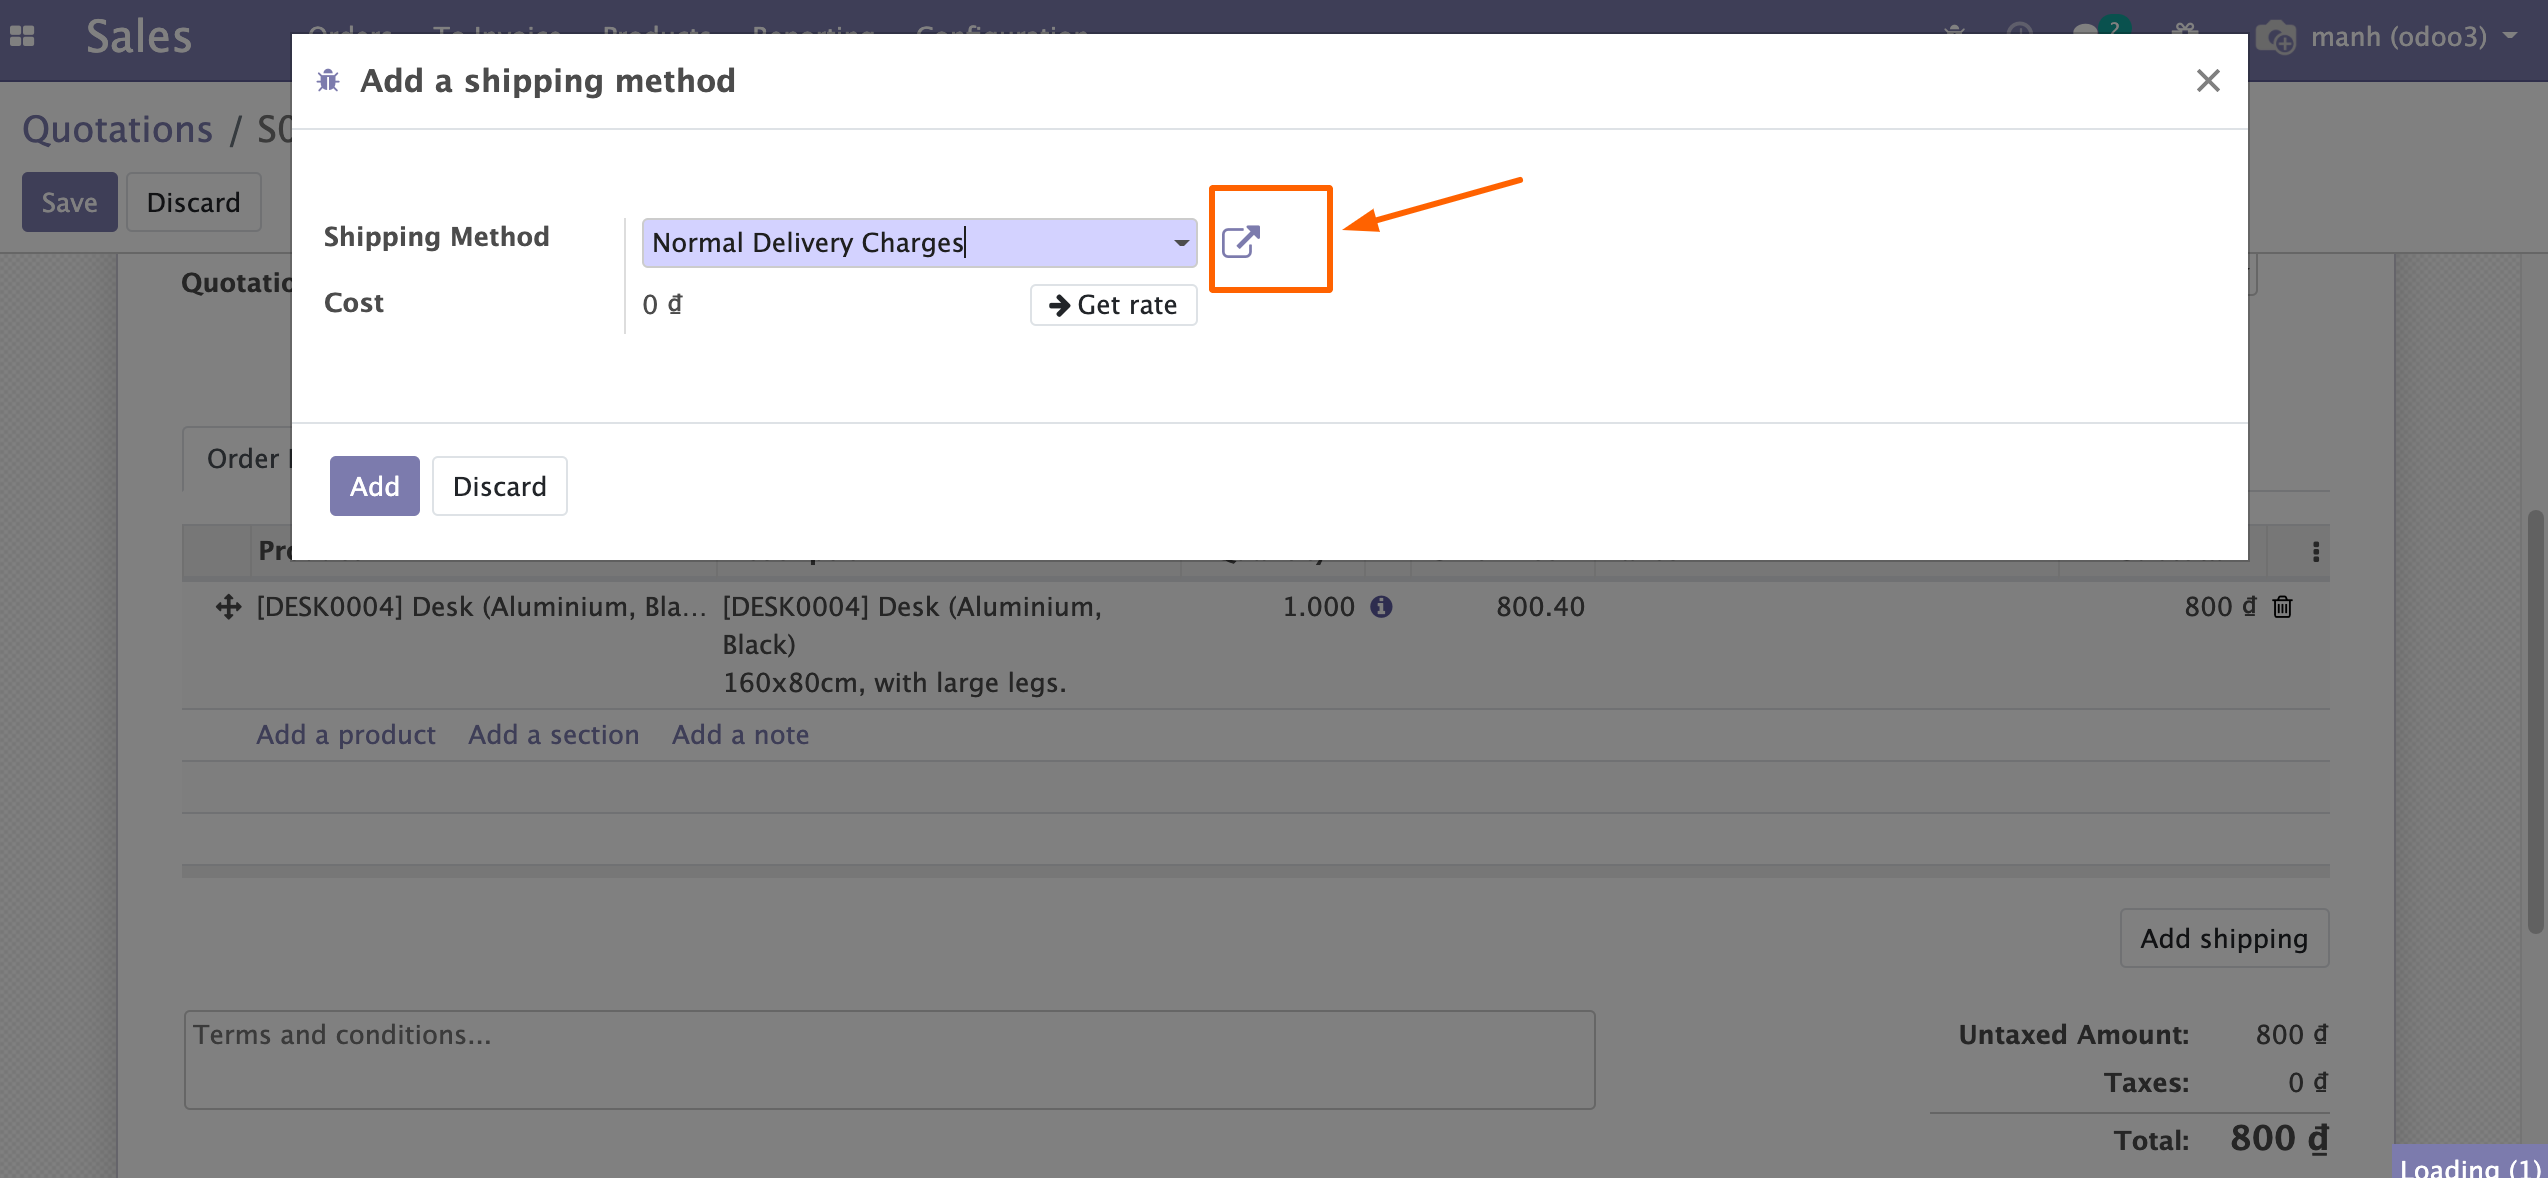 Sales
2
manh (odoo3)
Add a shipping method
Quotations /
Save
Discard
Shipping Method
Normal Delivery Charges
Cost
0 ₫
Get rate
Order
Add
Discard
[DESK0004] Desk (Aluminium, Bla...
[DESK0004] Desk (Aluminium,
Black)
160x80cm, with large legs.
1.000
800.40
800 ₫
Add a product
Add a section
Add a note
Add shipping
Terms and conditions...
Untaxed Amount: 800 ₫
Taxes: 0 ₫
Total: 800 ₫
Loading (1)